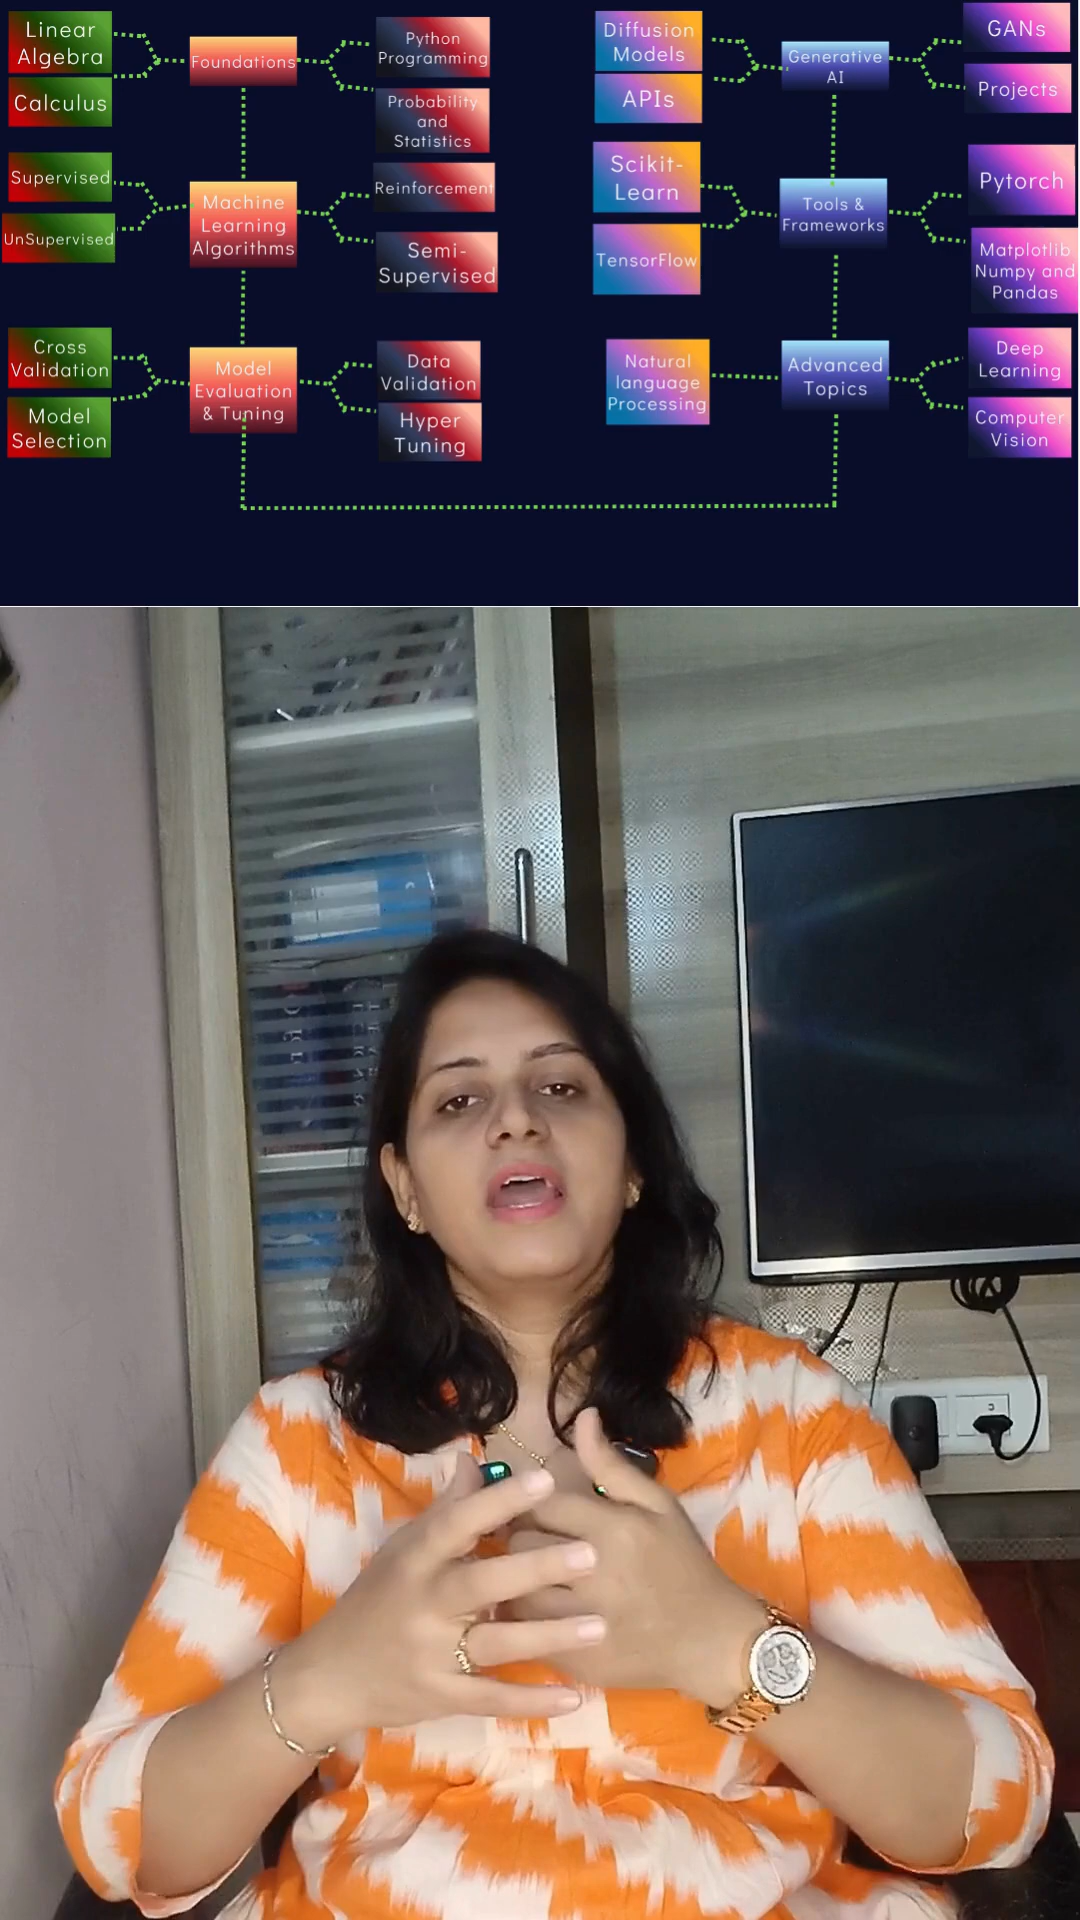 Linear
Algebra
Calculus
Foundations
Python
Programming
Probability
and
Statistics
Supervised
UnSupervised
Machine
Learning
Algorithms
Reinforcement
Semi-
Supervised
Cross
Validation
Model
Selection
Model
Evaluation
& Tuning
Data
Validation
Hyper
Tuning
Diffusion
Models
APIs
Generative
AI
GANs
Projects
Scikit-
Learn
TensorFlow
Tools &
Frameworks
Pytorch
Matplotlib
Numpy and
Pandas
Natural
language
Processing
Advanced
Topics
Deep
Learning
Computer
Vision